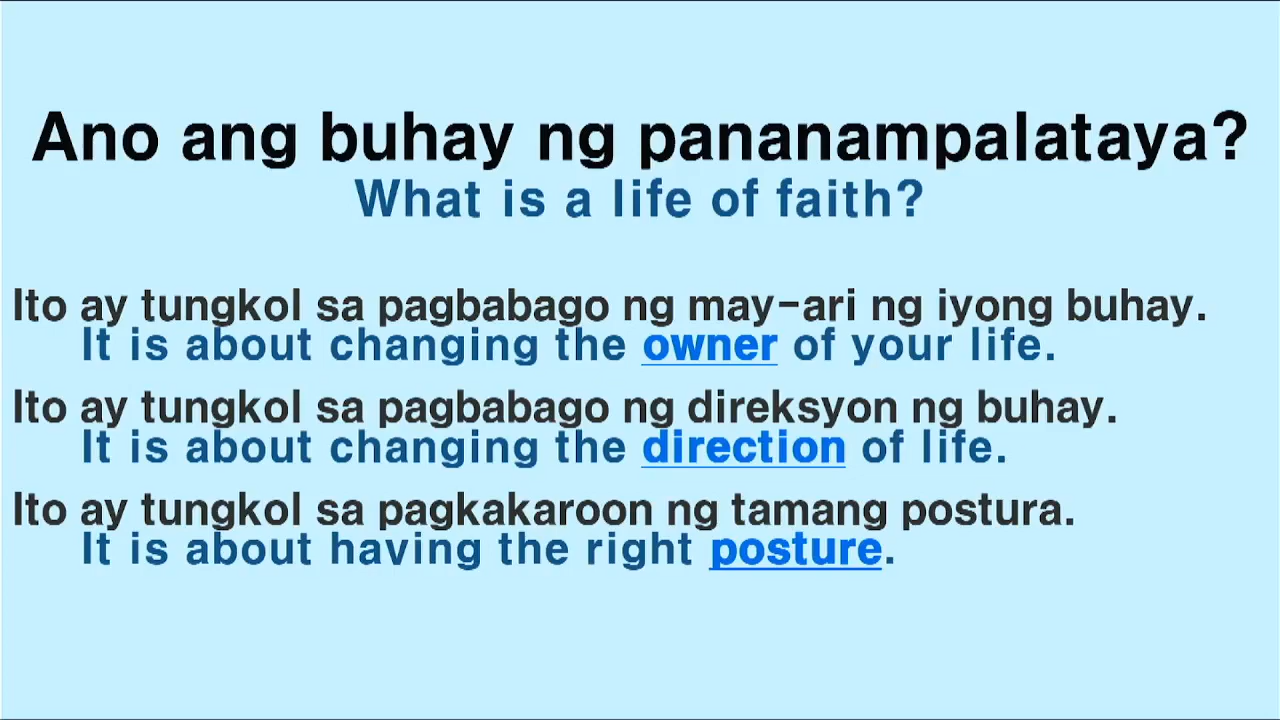 Ano ang buhay ng pananampalataya?
What is a life of faith?
Ito ay tungkol sa pagbabago ng may-ari ng iyong buhay.
It is about changing the owner of your life.
Ito ay tungkol sa pagbabago ng direksyon ng buhay.
It is about changing the direction of life.
Ito ay tungkol sa pagkakaroon ng tamang postura.
It is about having the right posture.